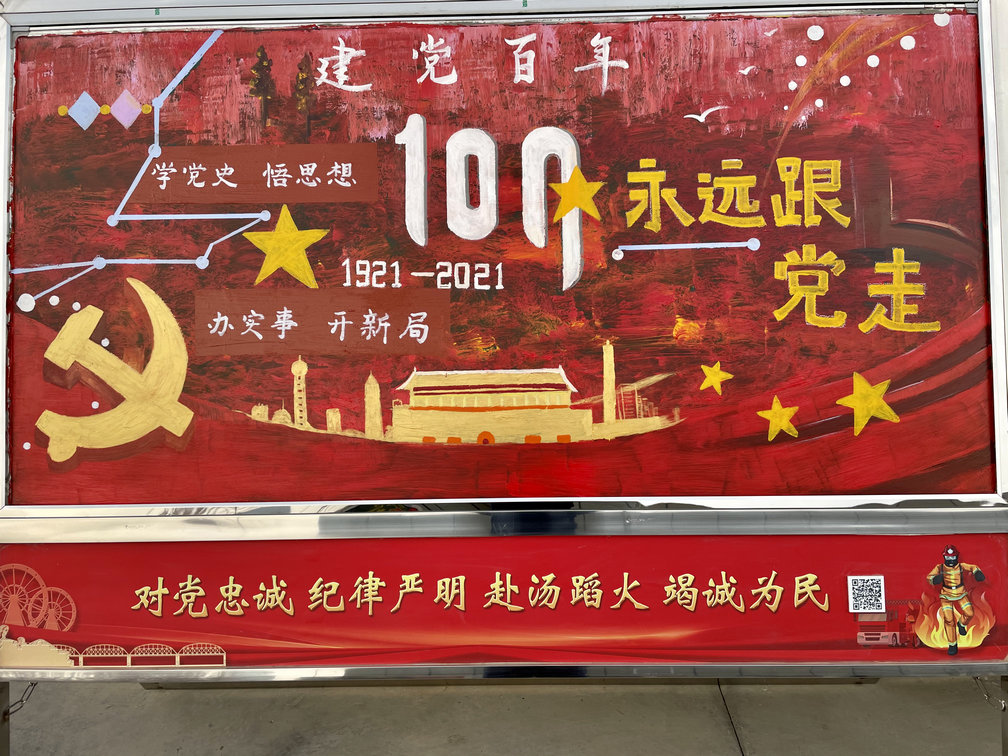 建党百年
100
学党史 悟思想
永远跟
党走
1921-2021
办实事 开新局
对党忠诚 纪律严明 赴汤蹈火 竭诚为民